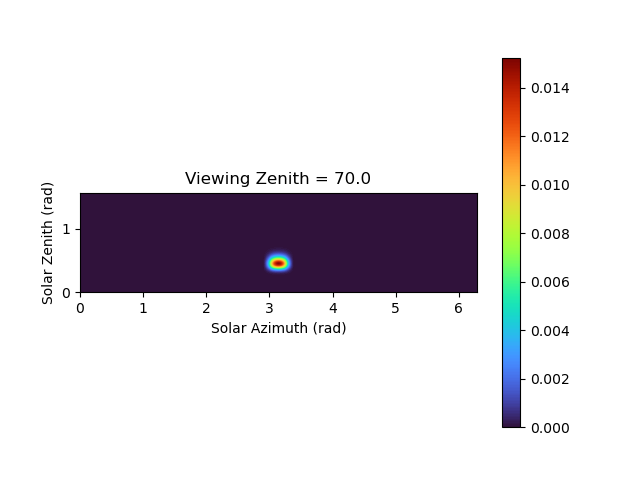 Viewing Zenith = 70.0
Solar Zenith (rad)
1
0
0 1 2 3 4 5 6
Solar Azimuth (rad)
0.014
0.012
0.010
0.008
0.006
0.004
0.002
0.000